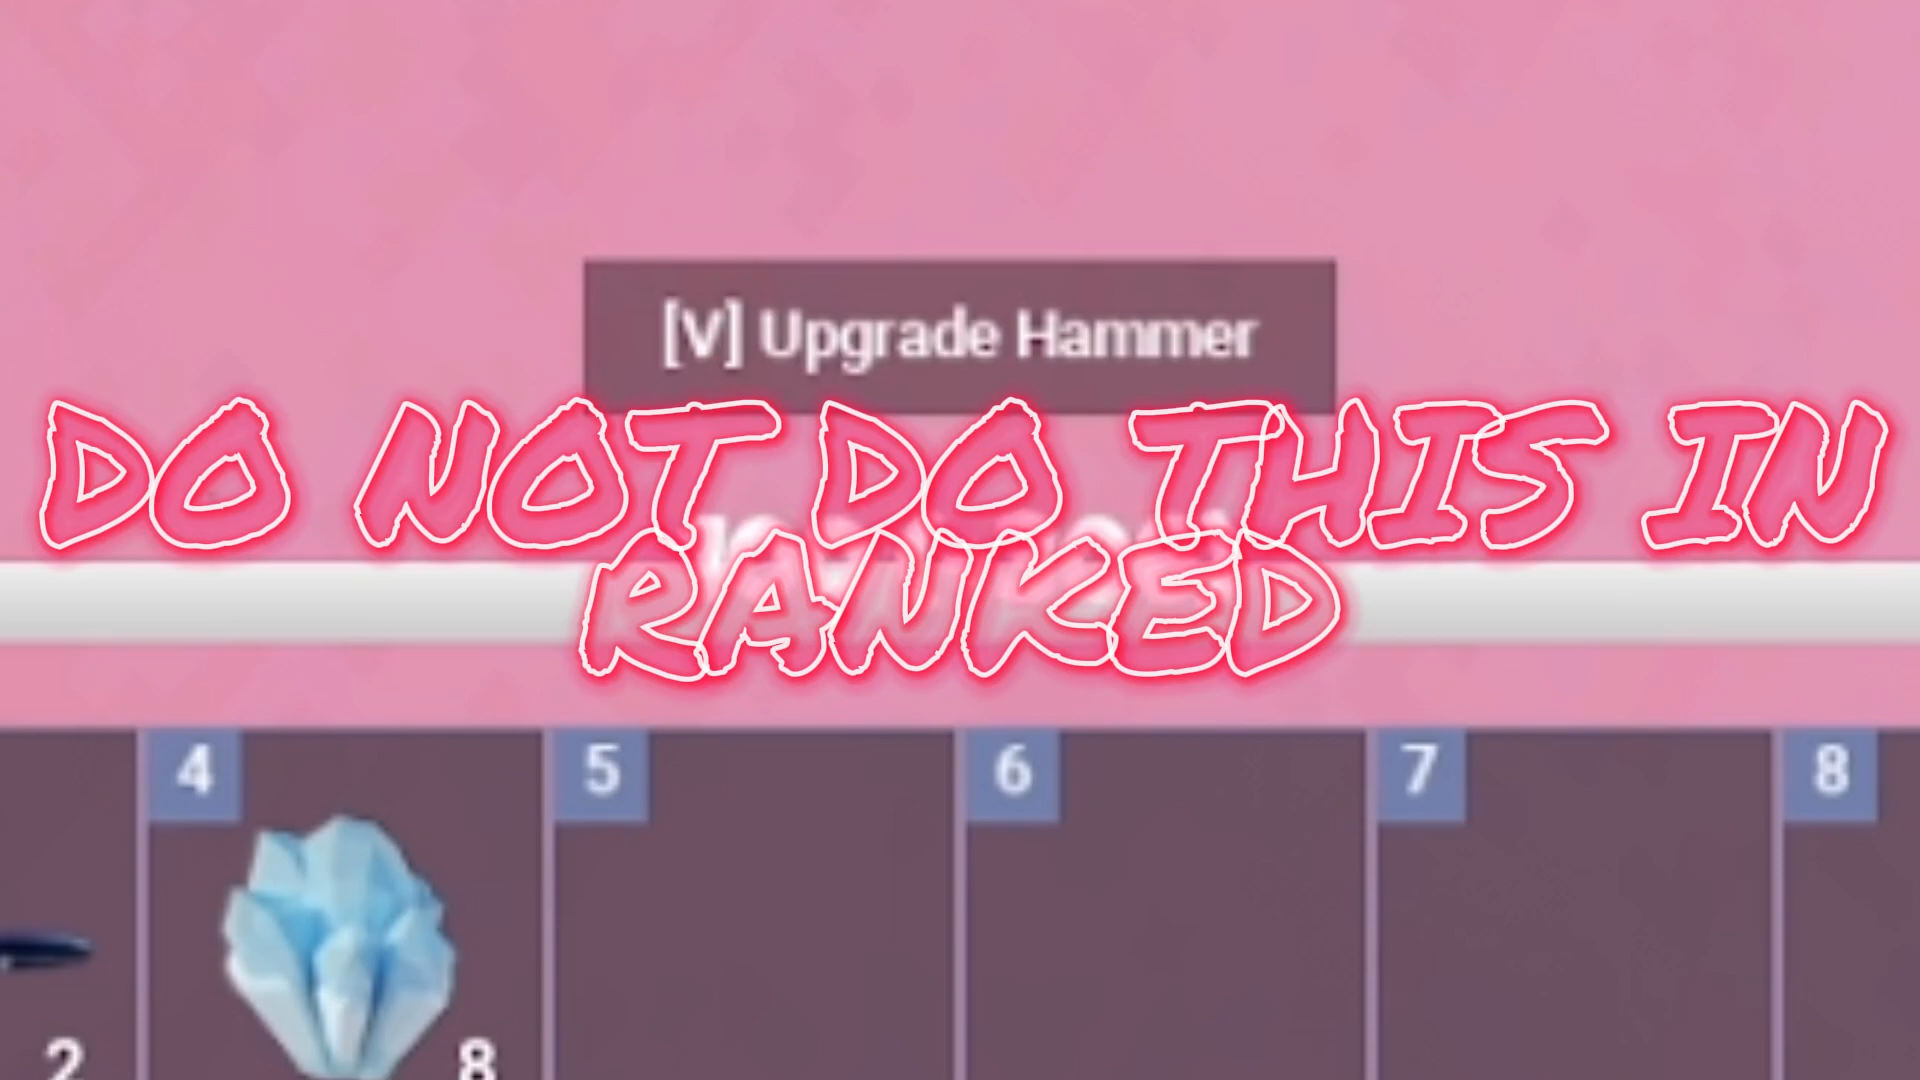 [V] Upgrade Hammer
DO NOT DO THIS IN
RANKED
4 5 6 7 8
2 8